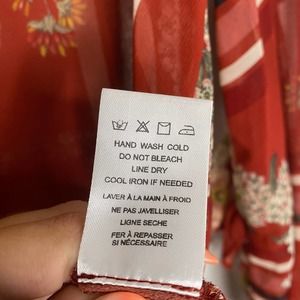 HAND WASH COLD
DO NOT BLEACH
LINE DRY
COOL IRON IF NEEDED
LAVER À LA MAIN À FROID
NE PAS JAVELLISER
LIGNE SECHE
FER À REPASSER
SI NÉCESSAIRE